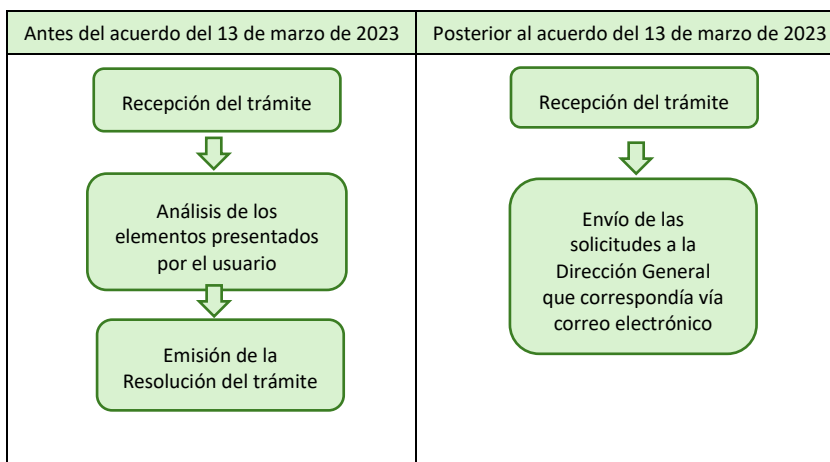 Antes del acuerdo del 13 de marzo de 2023
Recepción del trámite
Análisis de los
elementos presentados
por el usuario
Emisión de la
Resolución del trámite
Posterior al acuerdo del 13 de marzo de 2023
Recepción del trámite
Envío de las
solicitudes a la
Dirección General
que correspondía vía
correo electrónico